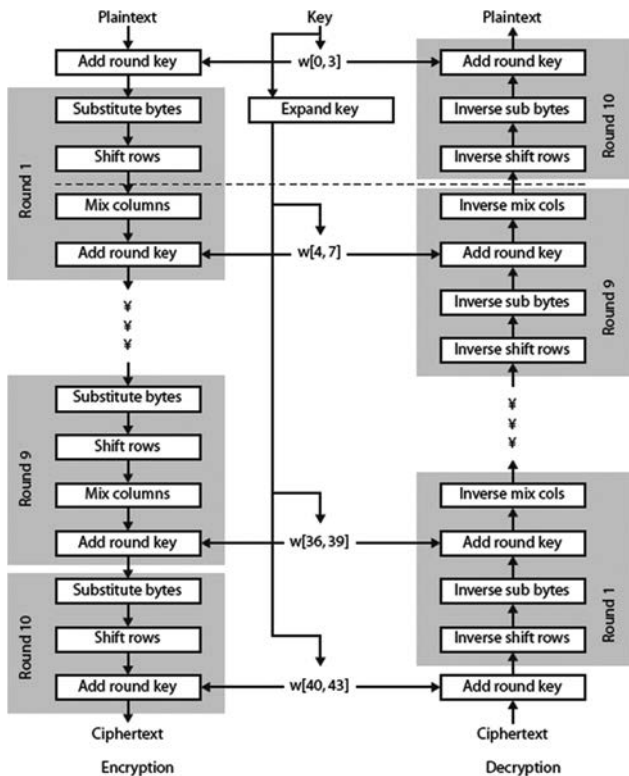 Plaintext
Add round key
Round 1
Substitute bytes
Shift rows
Mix columns
Add round key
¥
¥
¥
Round 9
Substitute bytes
Shift rows
Mix columns
Add round key
Round 10
Substitute bytes
Shift rows
Add round key
Ciphertext
Encryption
Key
w[0, 3]
Expand key
w[4, 7]
w[36, 39]
w[40, 43]
Plaintext
Add round key
Inverse sub bytes
Inverse shift rows
Round 10
Inverse mix cols
Add round key
Inverse sub bytes
Inverse shift rows
Round 9
¥
¥
¥
Inverse mix cols
Add round key
Inverse sub bytes
Inverse shift rows
Round 1
Add round key
Ciphertext
Decryption